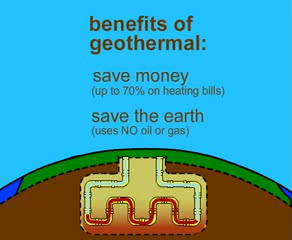 benefits of
geothermal:
save money
(up to 70% on heating bills)
save the earth
(uses NO oil or gas)